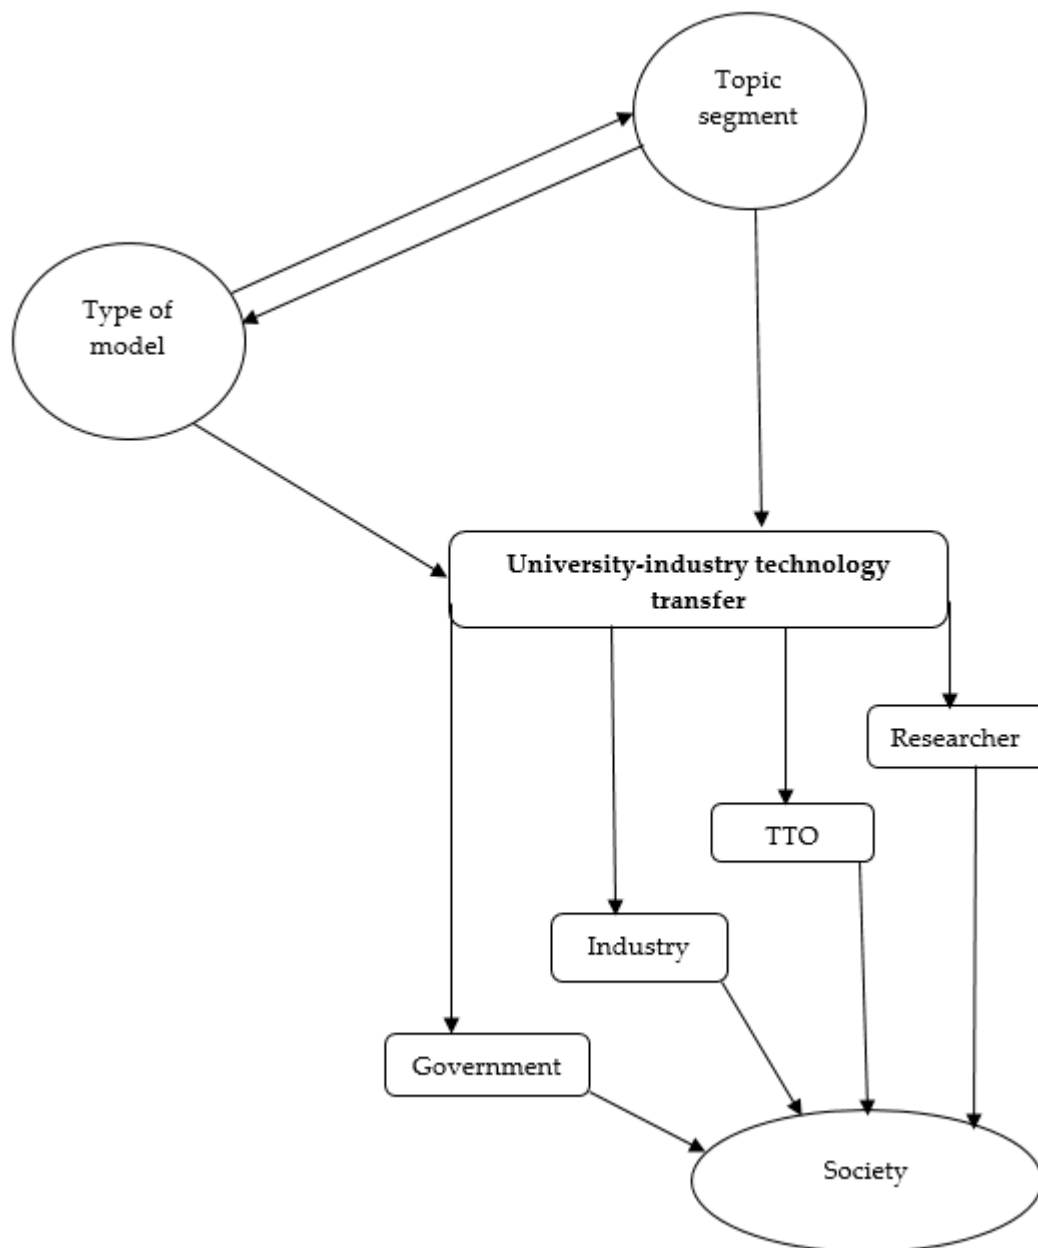 Topic
segment
Type of
model
University-industry technology
transfer
Researcher
TTO
Industry
Government
Society